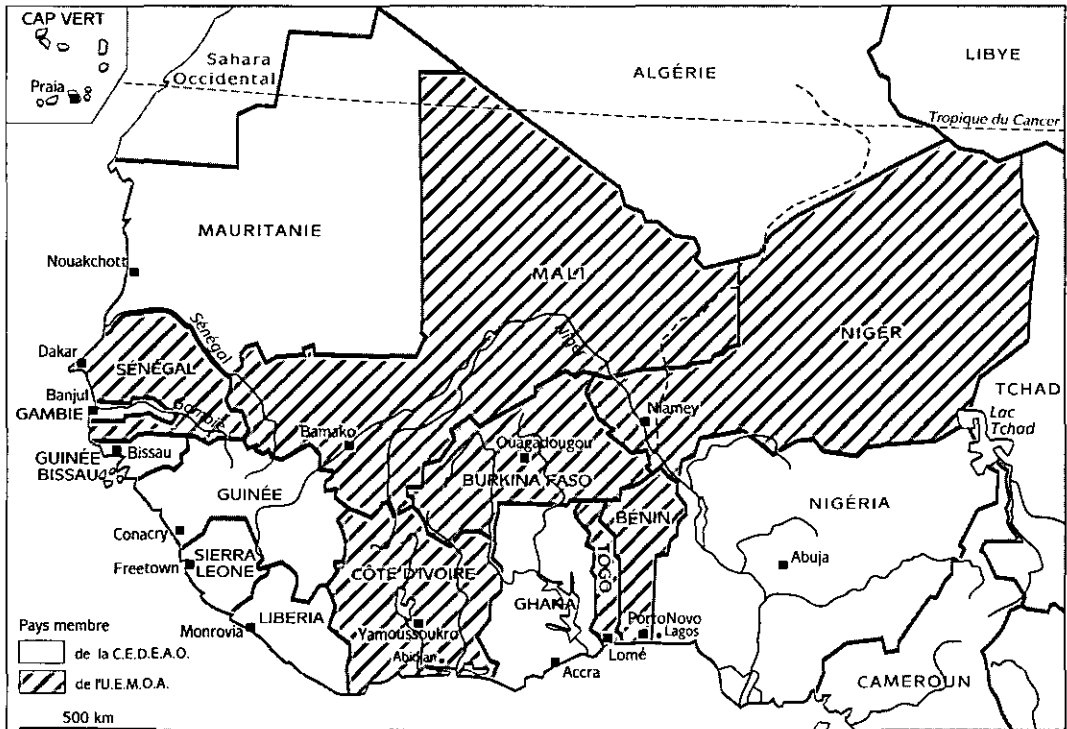 CAP VERT
Praia
Sahara
Occidental
ALGÉRIE
LIBYE
Tropique du Cancer
MAURITANIE
Nouakchott
MALI
NIGER
Sénégal
Niger
Dakar
SÉNÉGAL
TCHAD
Banjul
GAMBIE
Gambie
Niamey
Lac
Tchad
Bamako
Ouagadougou
GUINÉE
BISSAU
Bissau
BURKINA FASO
GUINÉE
NIGÉRIA
BÉNIN
Conacry
SIERRA
LEONE
Freetown
CÔTE D'IVOIRE
TOGO
Abuja
GHANA
LIBERIA
Monrovia
Yamoussoukro
PortoNovo
Lagos
Abidjan
Lomé
Accra
CAMEROUN
Pays membre
de la C.E.D.E.A.O.
de l'U.E.M.O.A.
500 km